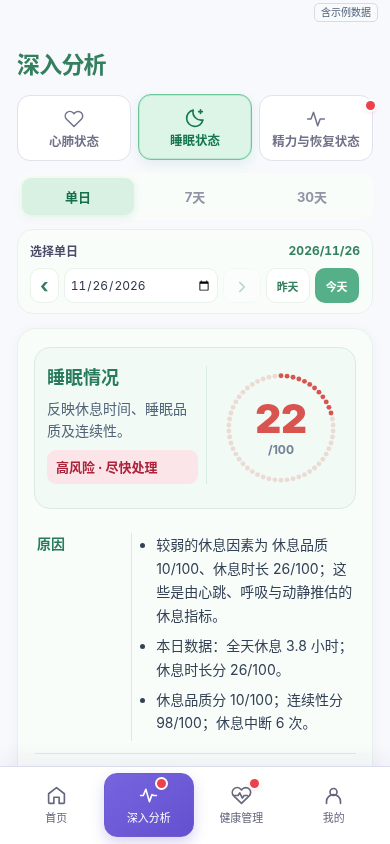 含示例数据
深入分析
心肺状态
睡眠状态
精力与恢复状态
单日
7天
30天
选择单日
2026/11/26
11/26/2026
昨天
今天
睡眠情况
反映休息时间、睡眠品
质及连续性。
高风险 · 尽快处理
22
/100
原因
较弱的休息因素为 休息品质
10/100、休息时长 26/100；这
些是由心跳、呼吸与动静推估的
休息指标。
本日数据：全天休息 3.8 小时；
休息时长分 26/100。
休息品质分 10/100；连续性分
98/100；休息中断 6 次。
首页
深入分析
健康管理
我的